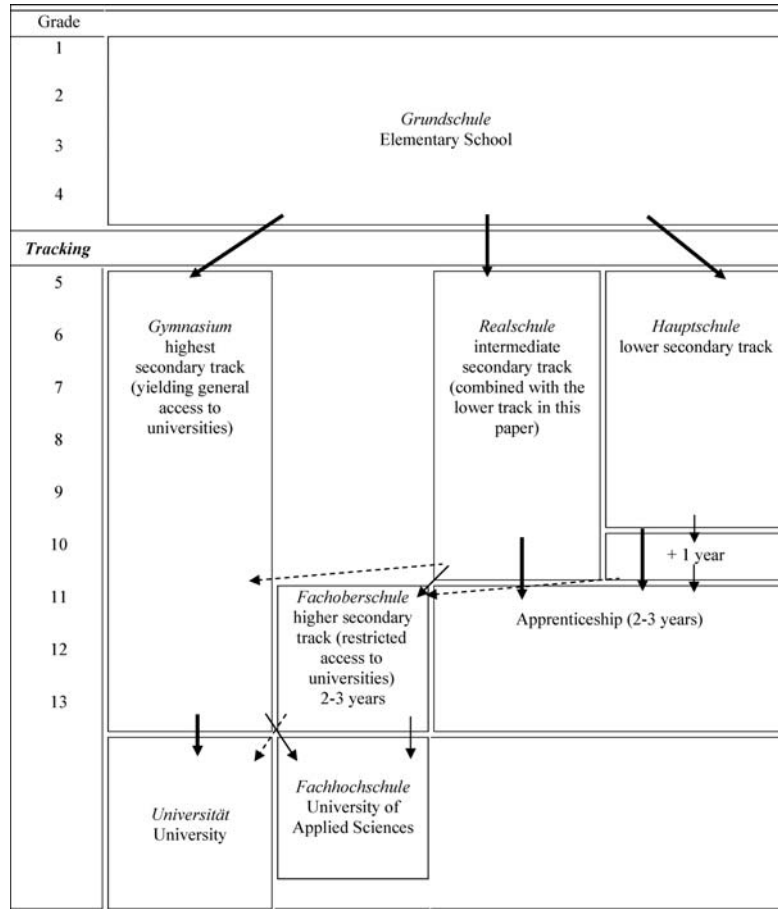 Grade
1
2
3
4
Grundschule
Elementary School
Tracking
5
6
7
8
9
10
11
12
13
Gymnasium
highest
secondary track
(yielding general
access to
universities)
Realschule
intermediate
secondary track
(combined with the
lower track in this
paper)
Hauptschule
lower secondary track
+ 1 year
Fachoberschule
higher secondary
track (restricted
access to
universities)
2-3 years
Apprenticeship (2-3 years)
Universität
University
Fachhochschule
University of
Applied Sciences